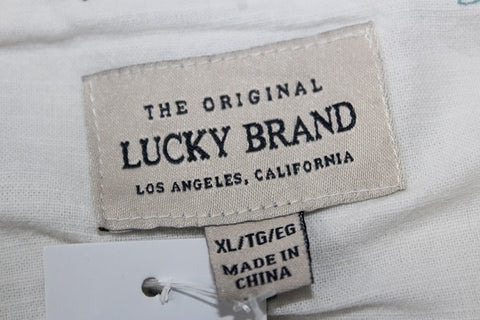 THE ORIGINAL
LUCKY BRAND
LOS ANGELES, CALIFORNIA
XL/TG/EG
MADE IN
CHINA